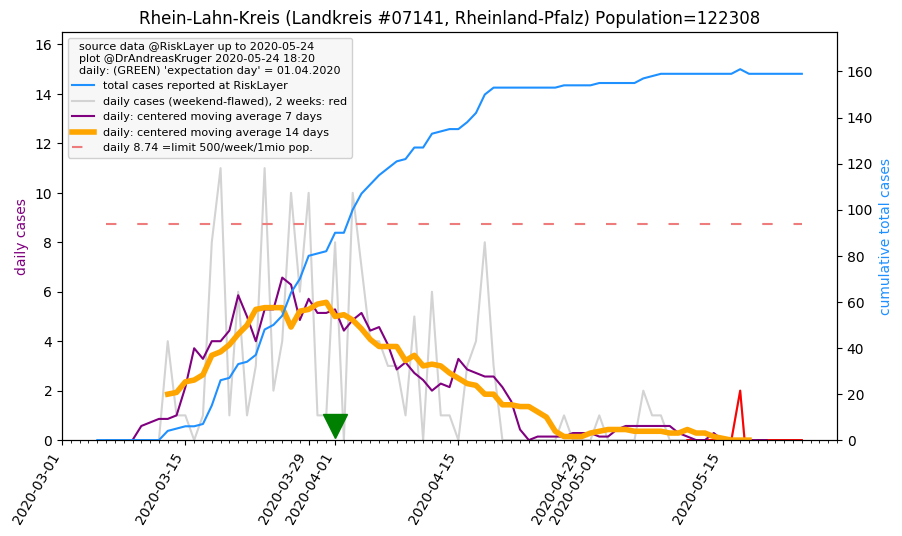 Rhein-Lahn-Kreis (Landkreis #07141, Rheinland-Pfalz) Population=122308
source data @RiskLayer up to 2020-05-24
plot @DrAndreasKruger 2020-05-24 18:20
daily: (GREEN) 'expectation day' = 01.04.2020
total cases reported at RiskLayer
daily cases (weekend-flawed), 2 weeks: red
daily: centered moving average 7 days
daily: centered moving average 14 days
daily 8.74 =limit 500/week/1mio pop.
daily cases
16
14
12
10
8
6
4
2
0
160
140
120
100
80
60
40
20
0
cumulative total cases
2020-03-01
2020-03-15
2020-03-29
2020-04-01
2020-04-15
2020-04-29
2020-05-01
2020-05-15